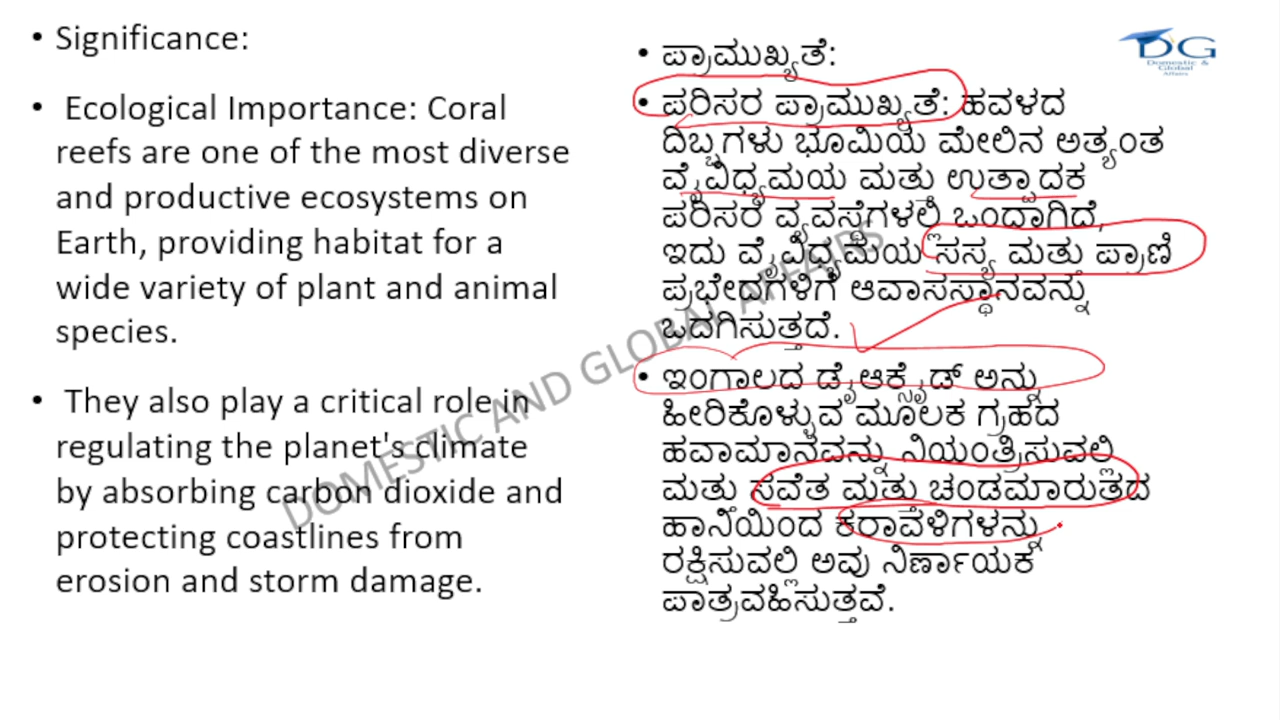 • Significance:
• Ecological Importance: Coral
reefs are one of the most diverse
and productive ecosystems on
Earth, providing habitat for a
wide variety of plant and animal
species.
• They also play a critical role in
regulating the planet's climate
by absorbing carbon dioxide and
protecting coastlines from
erosion and storm damage.
• ಪ್ರಾಮುಖ್ಯತೆ:
• ಪರಿಸರ ಪ್ರಾಮುಖ್ಯತೆ: ಹವಳದ
ದಿಬ್ಬಗಳು ಭೂಮಿಯ ಮೇಲಿನ ಅತ್ಯಂತ
ವೈವಿಧ್ಯಮಯ ಮತ್ತು ಉತ್ಪಾದಕ
ಪರಿಸರ ವ್ಯವಸ್ಥೆಗಳಲ್ಲಿ ಒಂದಾಗಿದೆ,
ಇದು ವೈವಿಧ್ಯಮಯ ಸಸ್ಯ ಮತ್ತು ಪ್ರಾಣಿ
ಪ್ರಭೇದಗಳಿಗೆ ಆವಾಸಸ್ಥಾನವನ್ನು
ಒದಗಿಸುತ್ತದೆ.
• ಇಂಗಾಲದ ಡೈಆಕ್ಸೈಡ್ ಅನ್ನು
ಹೀರಿಕೊಳ್ಳುವ ಮೂಲಕ ಗ್ರಹದ
ಹವಾಮಾನವನ್ನು ನಿಯಂತ್ರಿಸುವಲ್ಲಿ
ಮತ್ತು ಸವೆತ ಮತ್ತು ಚಂಡಮಾರುತದ
ಹಾನಿಯಿಂದ ಕರಾವಳಿಗಳನ್ನು
ರಕ್ಷಿಸುವಲ್ಲಿ ಅವು ನಿರ್ಣಾಯಕ
ಪಾತ್ರವಹಿಸುತ್ತವೆ.
DG
Domestic &
Global
Affairs
DOMESTIC AND GLOBAL AFFAIRS